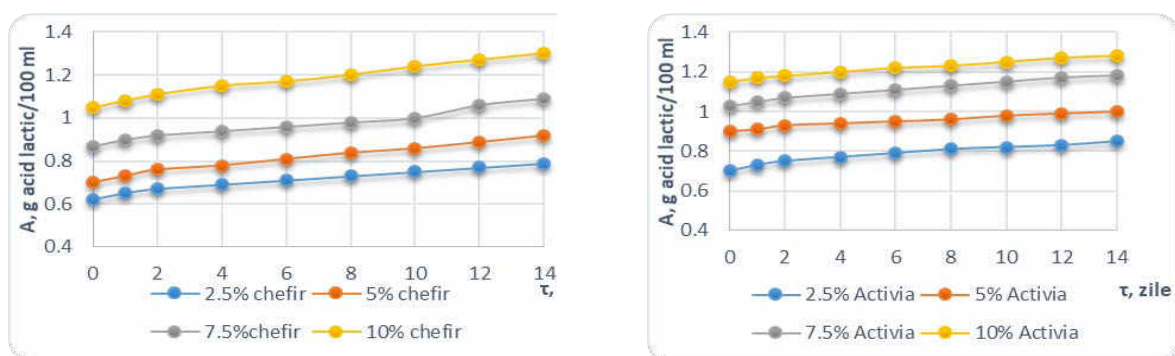 A, g acid lactic/100 ml
1.4
1.2
1
0.8
0.6
0.4
0 2 4 6 8 10 12 14
τ,
2.5% chefir 5% chefir
7.5%chefir 10% chefir
A, g acid lactic/100 ml
1.4
1.2
1
0.8
0.6
0.4
0 2 4 6 8 10 12 14
τ, zile
2.5% Activia 5% Activia
7.5% Activia 10% Activia